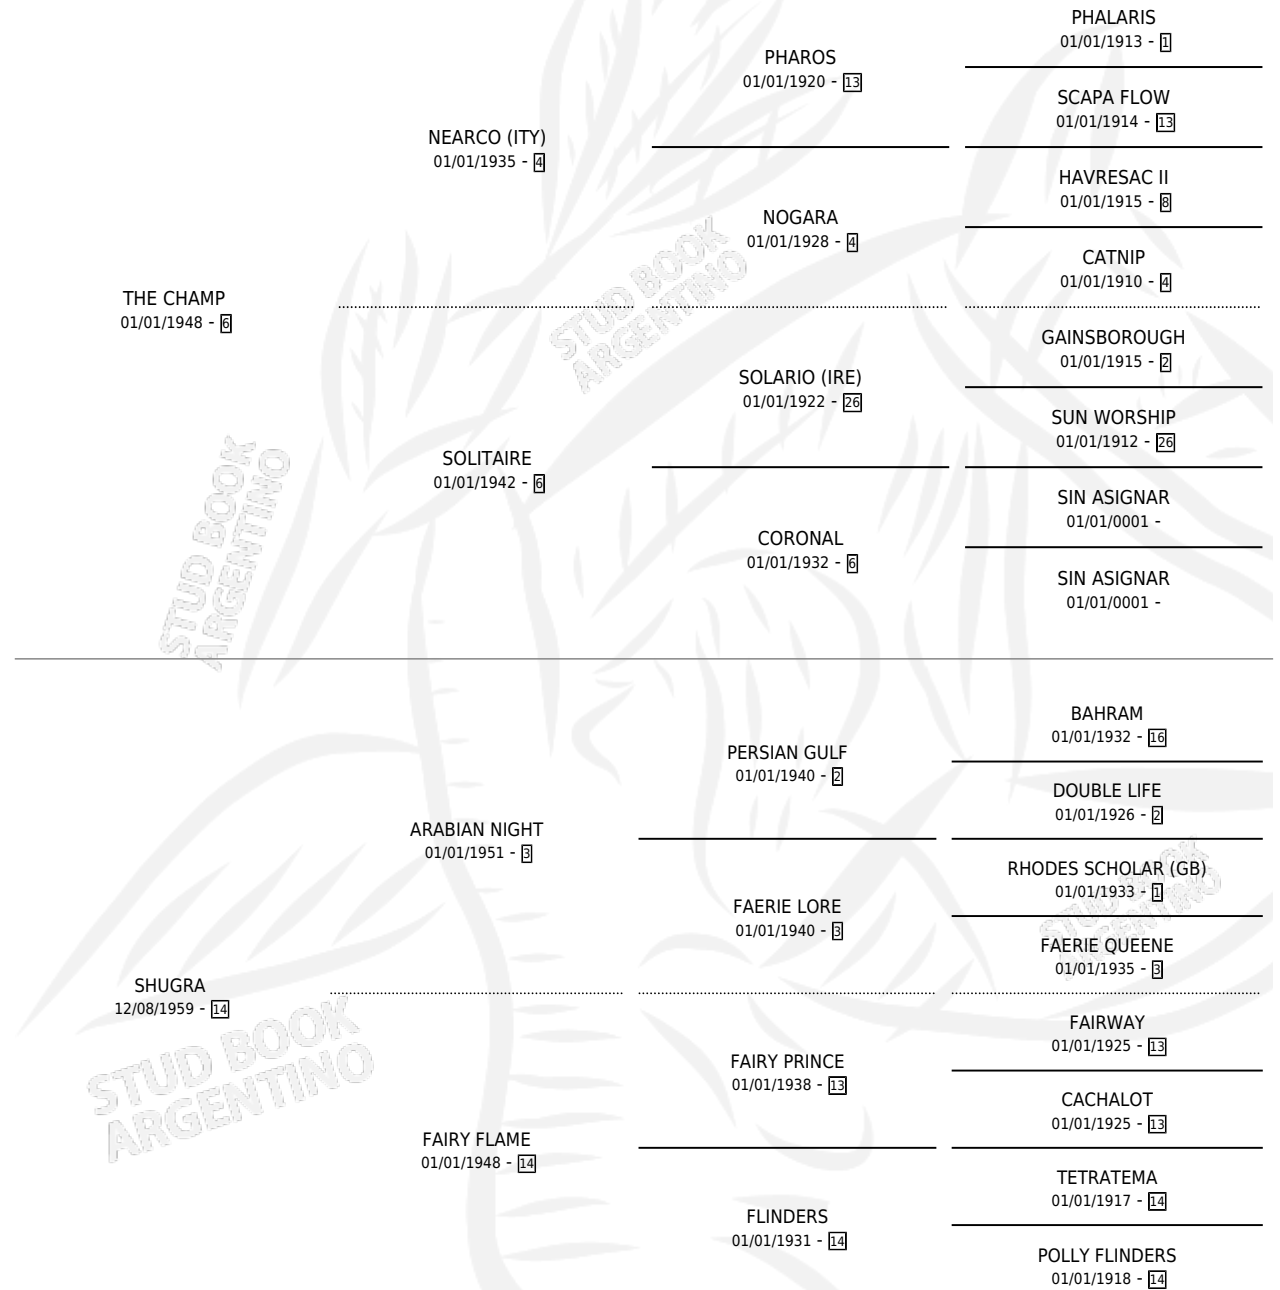 PHALARIS
01/01/1913 - 1
PHAROS
01/01/1920 - 13
SCAPA FLOW
01/01/1914 - 13
NEARCO (ITY)
01/01/1935 - 4
HAVRESAC II
01/01/1915 - 8
NOGARA
01/01/1928 - 4
CATNIP
01/01/1910 - 4
THE CHAMP
01/01/1948 - 6
GAINSBOROUGH
01/01/1915 - 2
SOLARIO (IRE)
01/01/1922 - 26
SUN WORSHIP
01/01/1912 - 26
SOLITAIRE
01/01/1942 - 6
SIN ASIGNAR
01/01/0001 -
CORONAL
01/01/1932 - 6
SIN ASIGNAR
01/01/0001 -
BAHRAM
01/01/1932 - 16
PERSIAN GULF
01/01/1940 - 2
DOUBLE LIFE
01/01/1926 - 2
ARABIAN NIGHT
01/01/1951 - 3
RHODES SCHOLAR (GB)
01/01/1933 - 1
FAERIE LORE
01/01/1940 - 3
FAERIE QUEENE
01/01/1935 - 3
SHUGRA
12/08/1959 - 14
FAIRWAY
01/01/1925 - 13
FAIRY PRINCE
01/01/1938 - 13
CACHALOT
01/01/1925 - 13
FAIRY FLAME
01/01/1948 - 14
TETRATEMA
01/01/1917 - 14
FLINDERS
01/01/1931 - 14
POLLY FLINDERS
01/01/1918 - 14
STUD BOOK
ARGENTINO
STUD BOOK
ARGENTINO
STUD BOOK
ARGENTINO
STUD BOOK
ARGENTINO